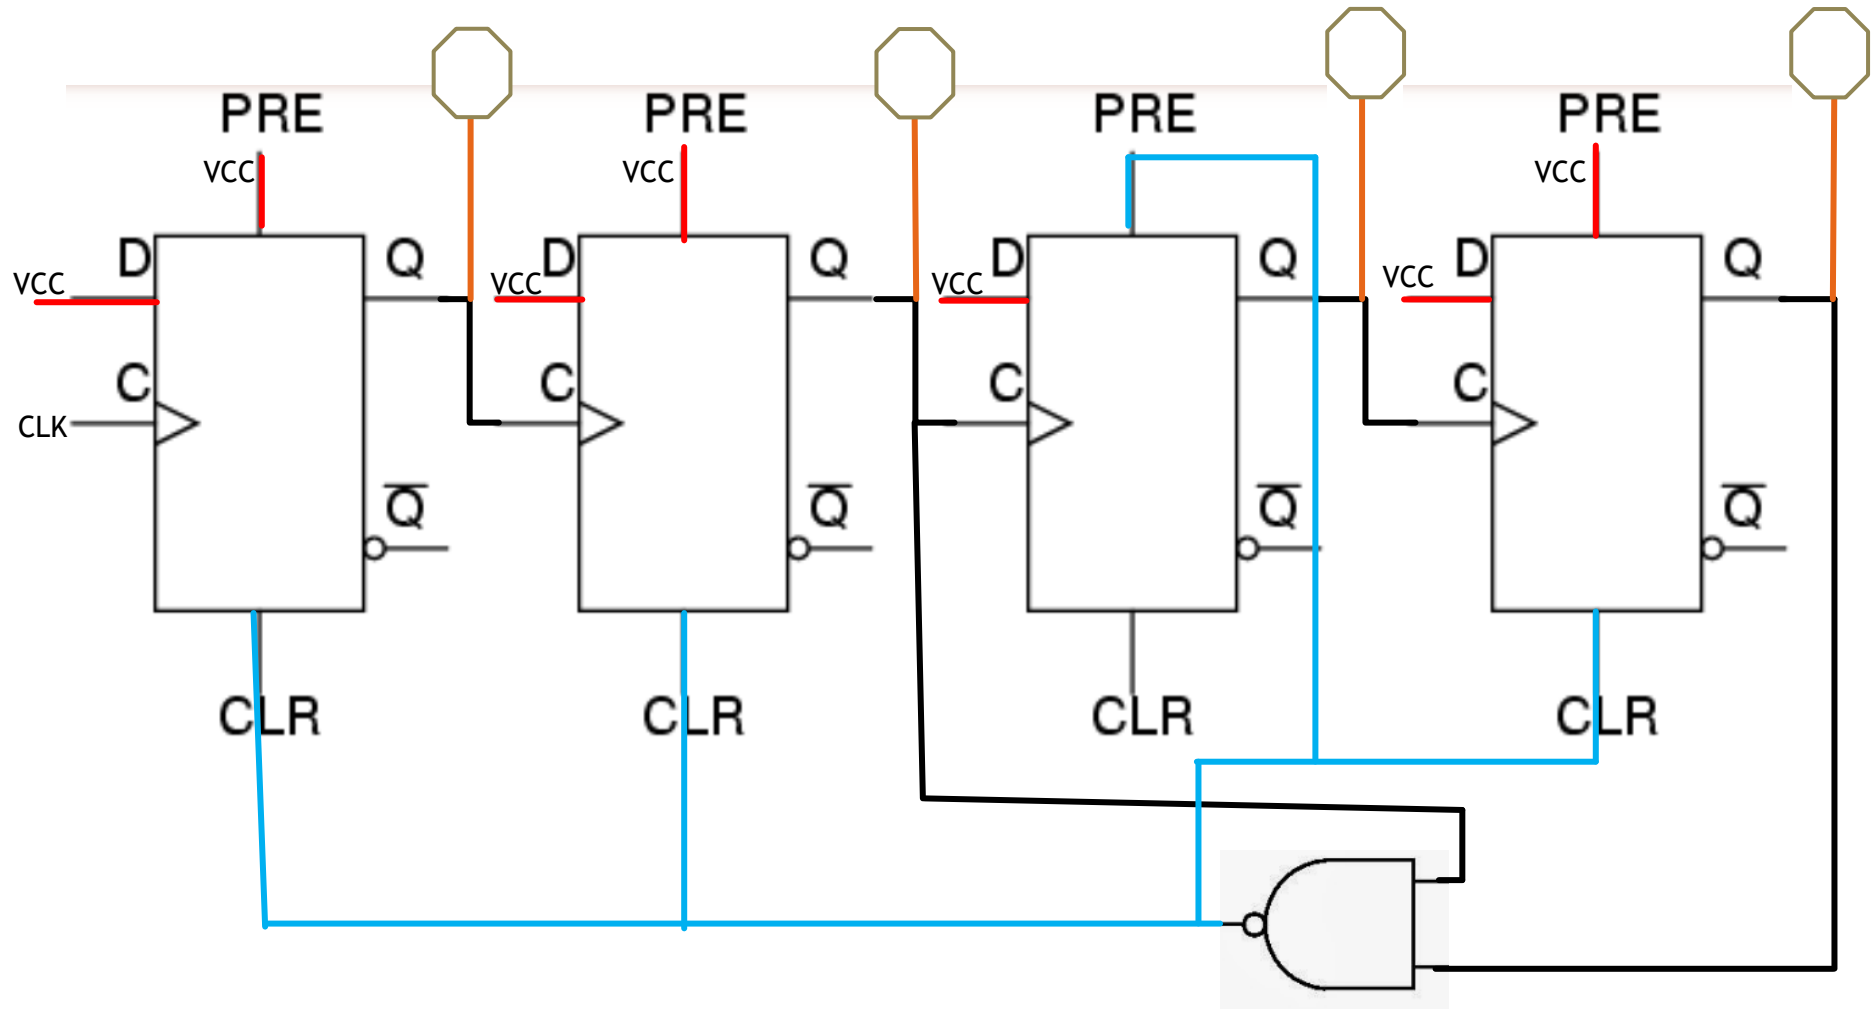 PRE PRE PRE PRE
VCC VCC VCC
D Q D Q D Q D Q
VCC VCC VCC VCC
C C C C
CLK
Q̅ Q̅ Q̅ Q̅
CLR CLR CLR CLR